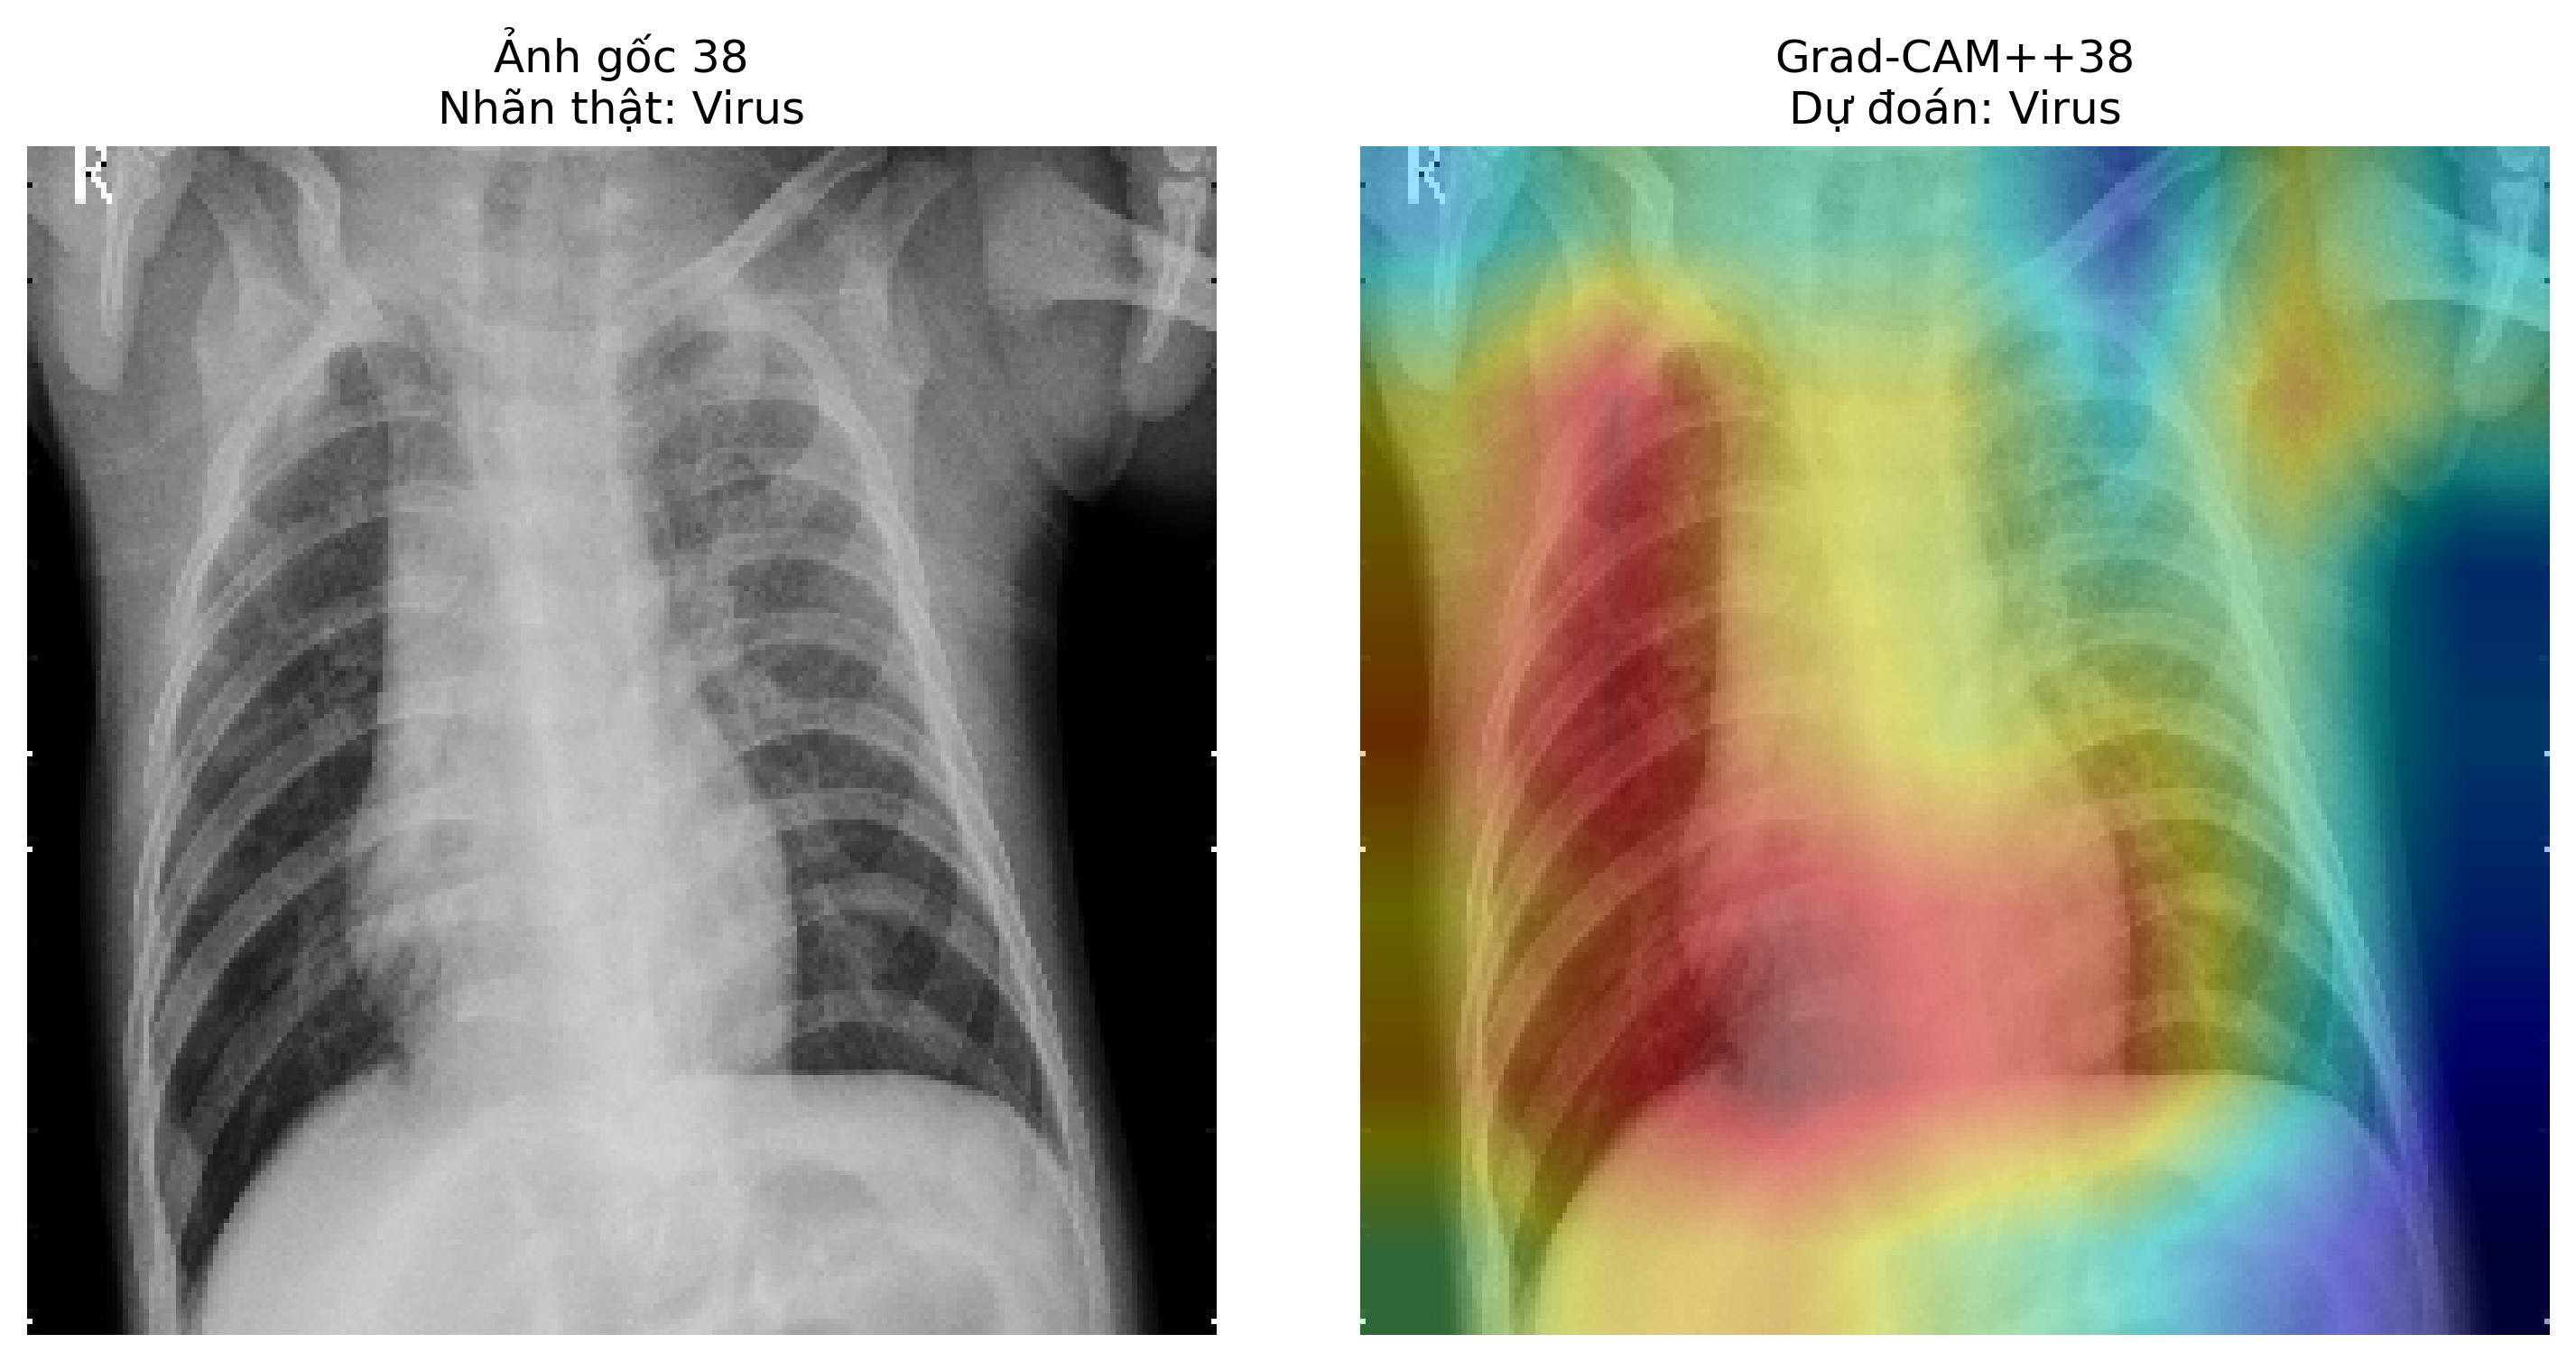 Ảnh gốc 38
Nhãn thật: Virus
Grad-CAM++38
Dự đoán: Virus
R
R